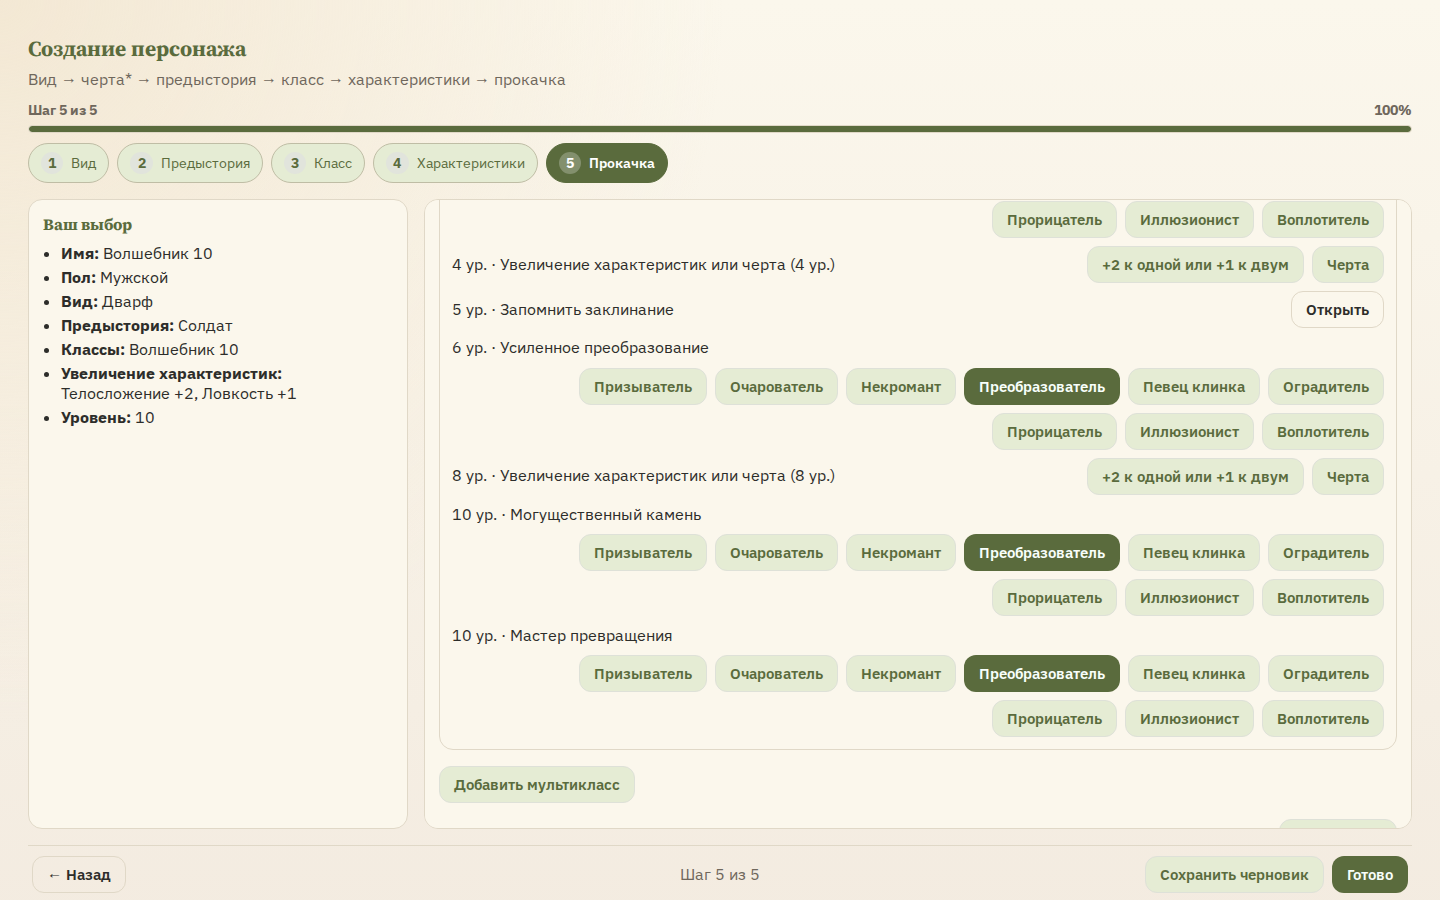 Создание персонажа
Вид → черта* → предыстория → класс → характеристики → прокачка
Шаг 5 из 5
100%
1 Вид
2 Предыстория
3 Класс
4 Характеристики
5 Прокачка
Ваш выбор
Имя: Волшебник 10
Пол: Мужской
Вид: Дварф
Предыстория: Солдат
Классы: Волшебник 10
Увеличение характеристик:
Телосложение +2, Ловкость +1
Уровень: 10
Прорицатель Иллюзионист Воплотитель
4 ур. · Увеличение характеристик или черта (4 ур.) +2 к одной или +1 к двум Черта
5 ур. · Запомнить заклинание Открыть
6 ур. · Усиленное преобразование
Призыватель Очарователь Некромант Преобразователь Певец клинка Оградитель
Прорицатель Иллюзионист Воплотитель
8 ур. · Увеличение характеристик или черта (8 ур.) +2 к одной или +1 к двум Черта
10 ур. · Могущественный камень
Призыватель Очарователь Некромант Преобразователь Певец клинка Оградитель
Прорицатель Иллюзионист Воплотитель
10 ур. · Мастер превращения
Призыватель Очарователь Некромант Преобразователь Певец клинка Оградитель
Прорицатель Иллюзионист Воплотитель
Добавить мультикласс
← Назад
Шаг 5 из 5
Сохранить черновик
Готово